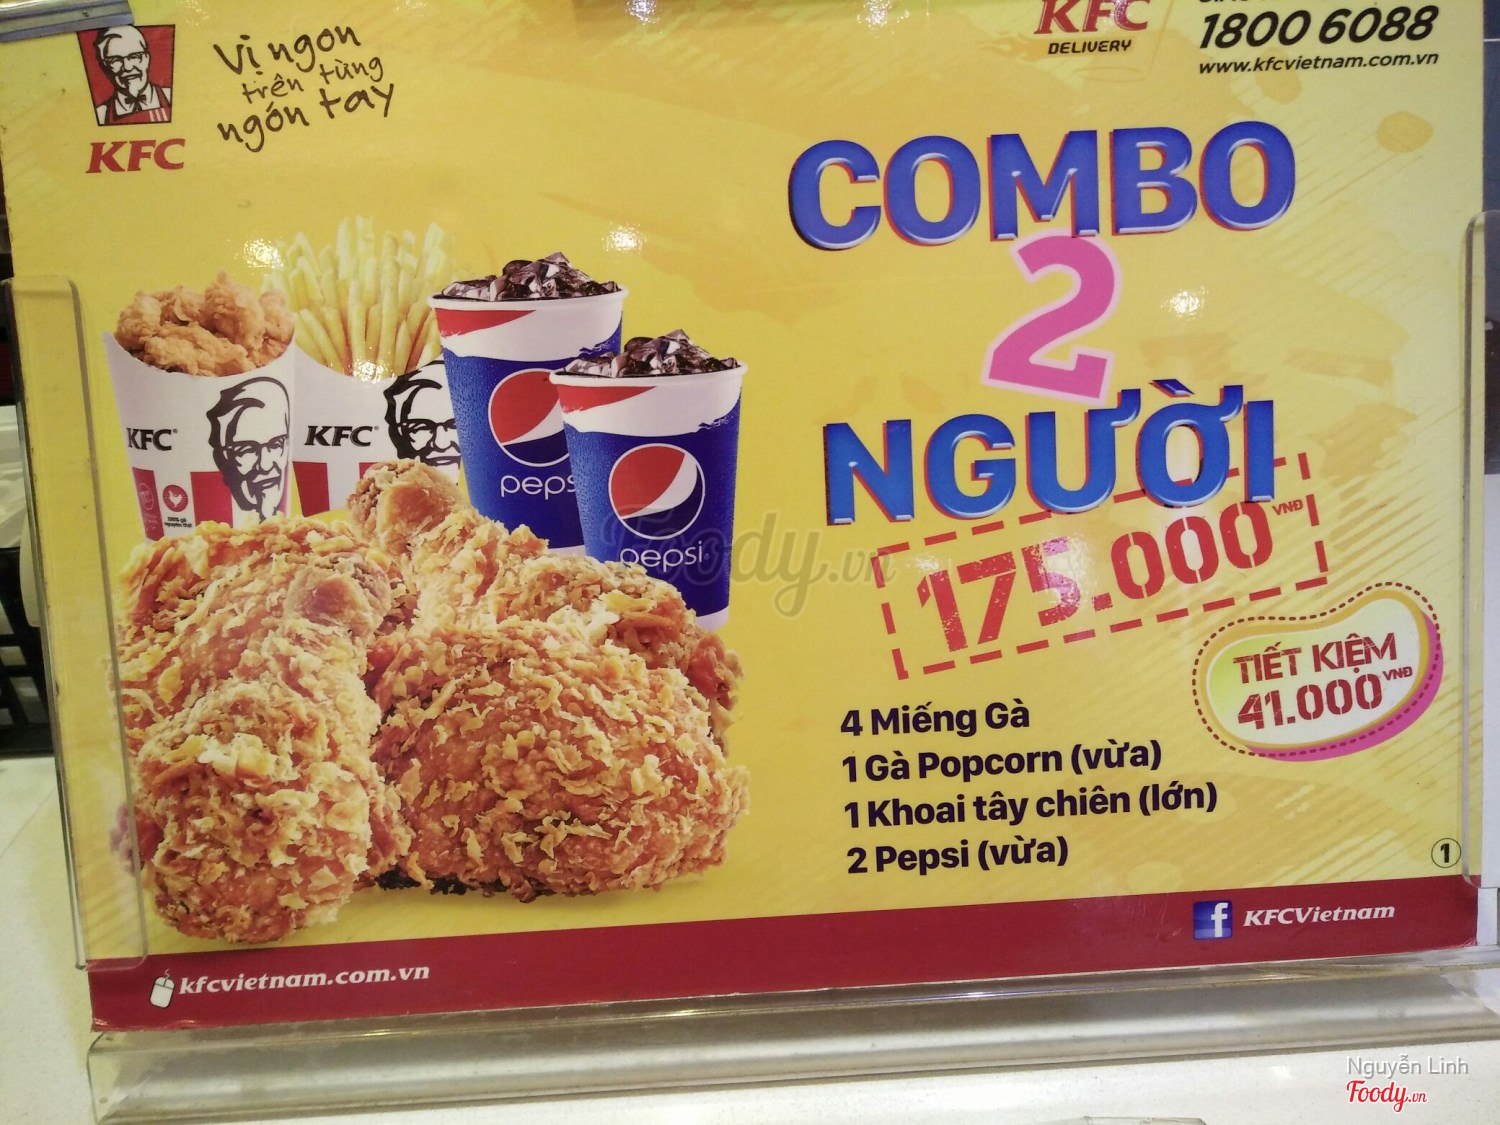 KFC
Vị ngon
trên từng
ngón tay
KFC
DELIVERY
1800 6088
www.kfcvietnam.com.vn
COMBO
2
NGƯỜI
175.000 VNĐ
TIẾT KIỆM
41.000 VNĐ
KFC
KFC
pepsi
pepsi
4 Miếng Gà
1 Gà Popcorn (vừa)
1 Khoai tây chiên (lớn)
2 Pepsi (vừa)
1
KFCVietnam
kfcvietnam.com.vn
Foody.vn
Nguyễn Linh
Foody.vn